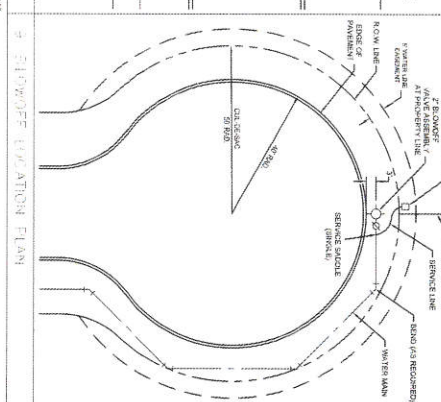 5' WATER LINE
EASEMENT
R.O.W. LINE
EDGE OF
PAVEMENT
2" BLOWOFF
VALVE ASSEMBLY
AT PROPERTY LINE
3'
SERVICE LINE
BEND (AS REQUIRED)
WATER MAIN
SERVICE SADDLE
(SINGLE)
CUL-DE-SAC
50' RAD.
40' RAD.
BLOWOFF LOCATION PLAN